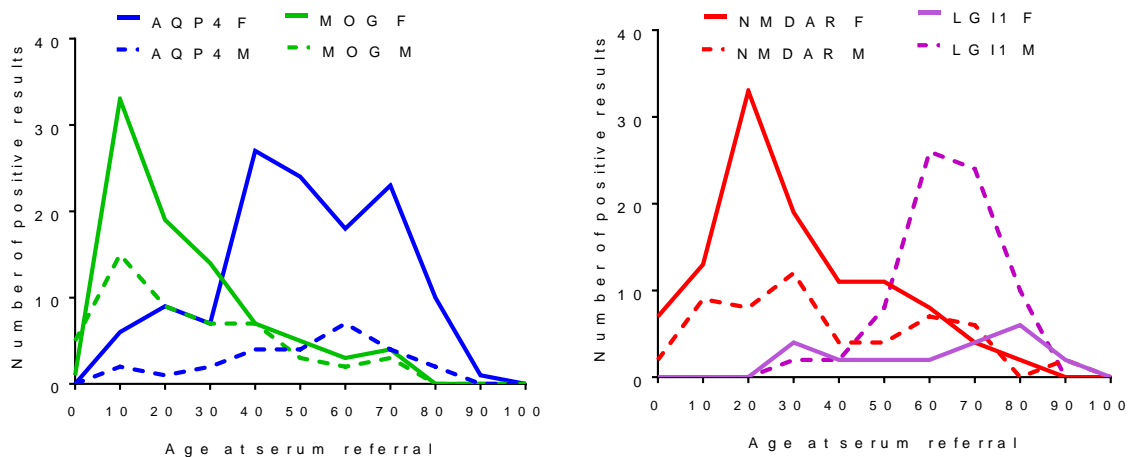 AQP4 F
MOG F
AQP4 M
MOG M
Number of positive results
40
30
20
10
0
0 10 20 30 40 50 60 70 80 90 100
Age at serum referral
NMDAR F
LGI1 F
NMDAR M
LGI1 M
Number of positive results
40
30
20
10
0
0 10 20 30 40 50 60 70 80 90 100
Age at serum referral